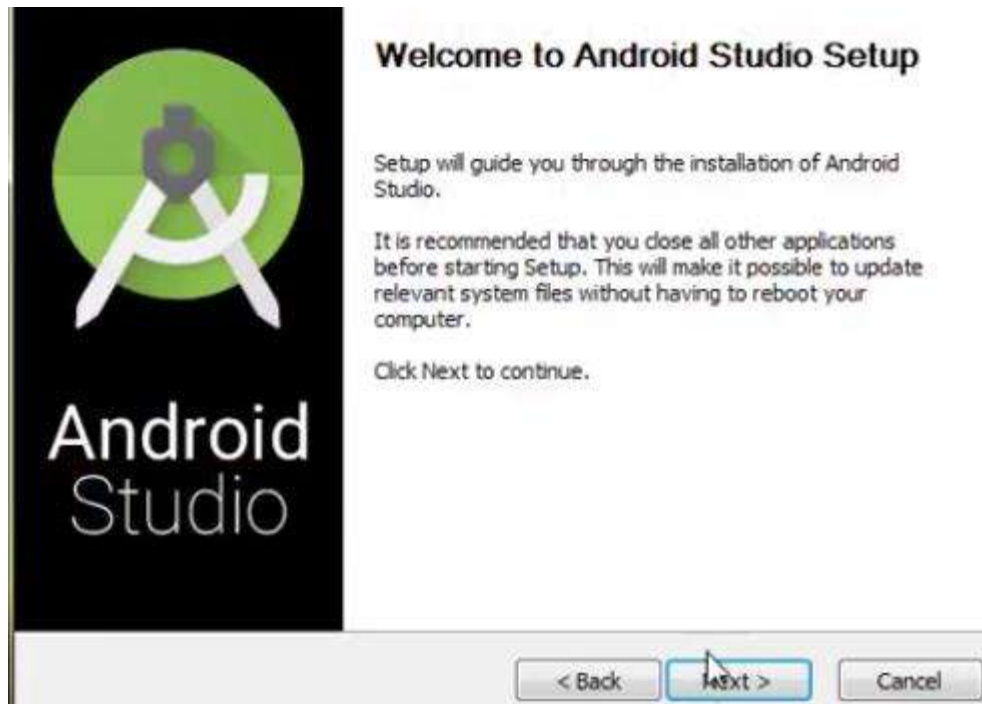 Welcome to Android Studio Setup
Setup will guide you through the installation of Android
Studio.
It is recommended that you close all other applications
before starting Setup. This will make it possible to update
relevant system files without having to reboot your
computer.
Click Next to continue.
Android
Studio
< Back
Next >
Cancel